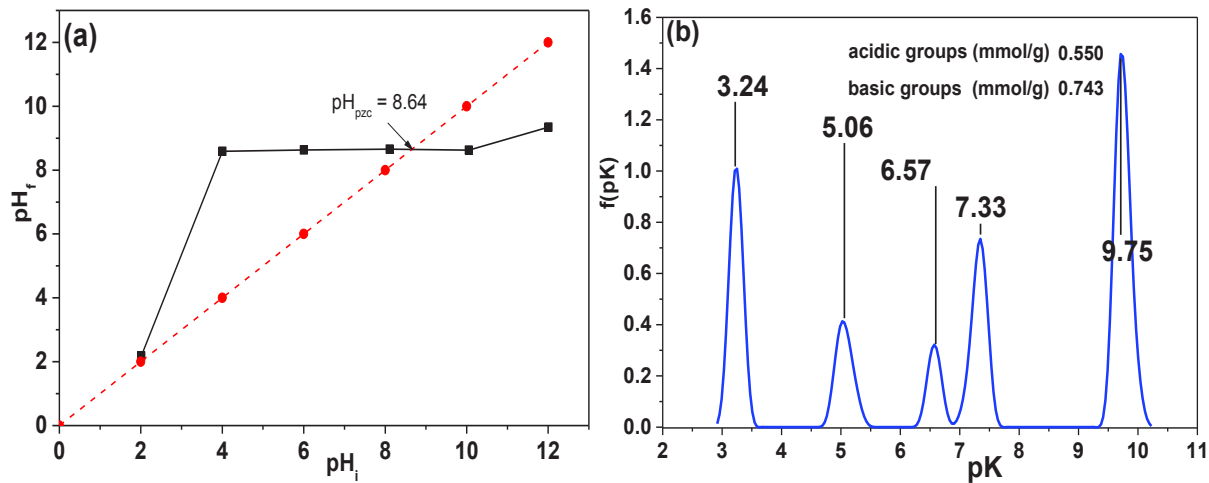 (a)
pH_pzc = 8.64
12
10
8
6
4
2
0
pH_f
0 2 4 6 8 10 12
pH_i
(b)
acidic groups (mmol/g) 0.550
basic groups (mmol/g) 0.743
3.24
5.06
6.57
7.33
9.75
1.6
1.4
1.2
1.0
0.8
0.6
0.4
0.2
0.0
f(pK)
2 3 4 5 6 7 8 9 10 11
pK